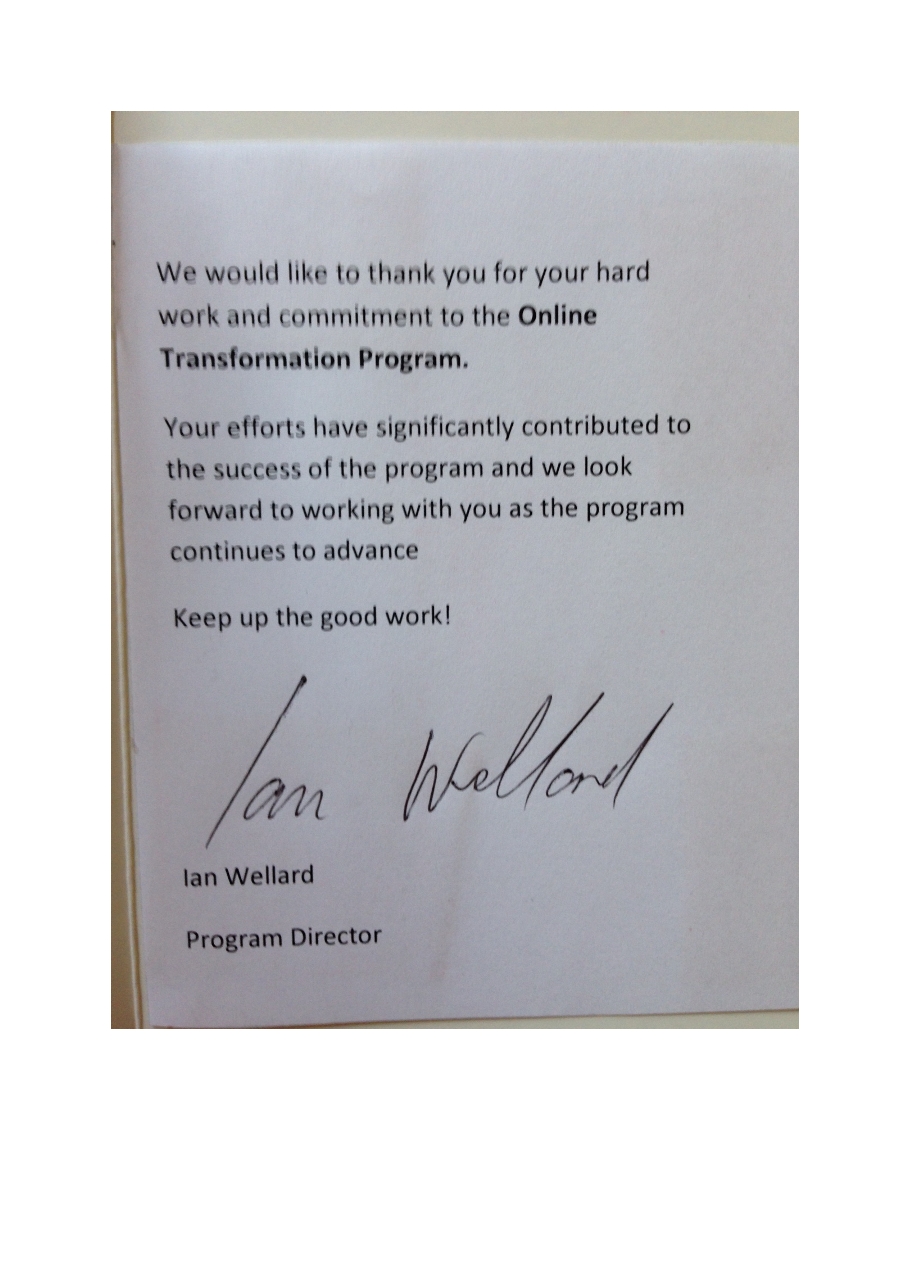 We would like to thank you for your hard
work and commitment to the Online
Transformation Program.
Your efforts have significantly contributed to
the success of the program and we look
forward to working with you as the program
continues to advance
Keep up the good work!
Ian Wellard
Ian Wellard
Program Director